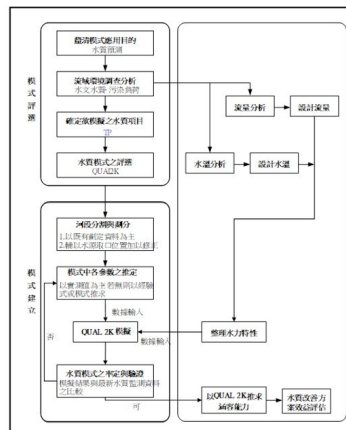 釐清模式應用目的
水質預測
流域環境調查分析
水文水質-污染負荷
確定欲模擬之水質項目
TP
水質模式之評選
QUAL2K
模式評選
流量分析
設計流量
水溫分析
設計水溫
河段分割與劃分
1.以既有劃定資料為主
2.輔以水源取口位置加以修正
模式中各參數之推定
以實測值為主若無則以經驗
式或模式推求
數據輸入
QUAL 2K 模擬
數據輸入
整理水力特性
否
水質模式之率定與驗證
模擬結果與最新水質監測資料
之比較
可
模式建立
以QUAL 2K推求
涵容能力
水質改善方
案效益評估